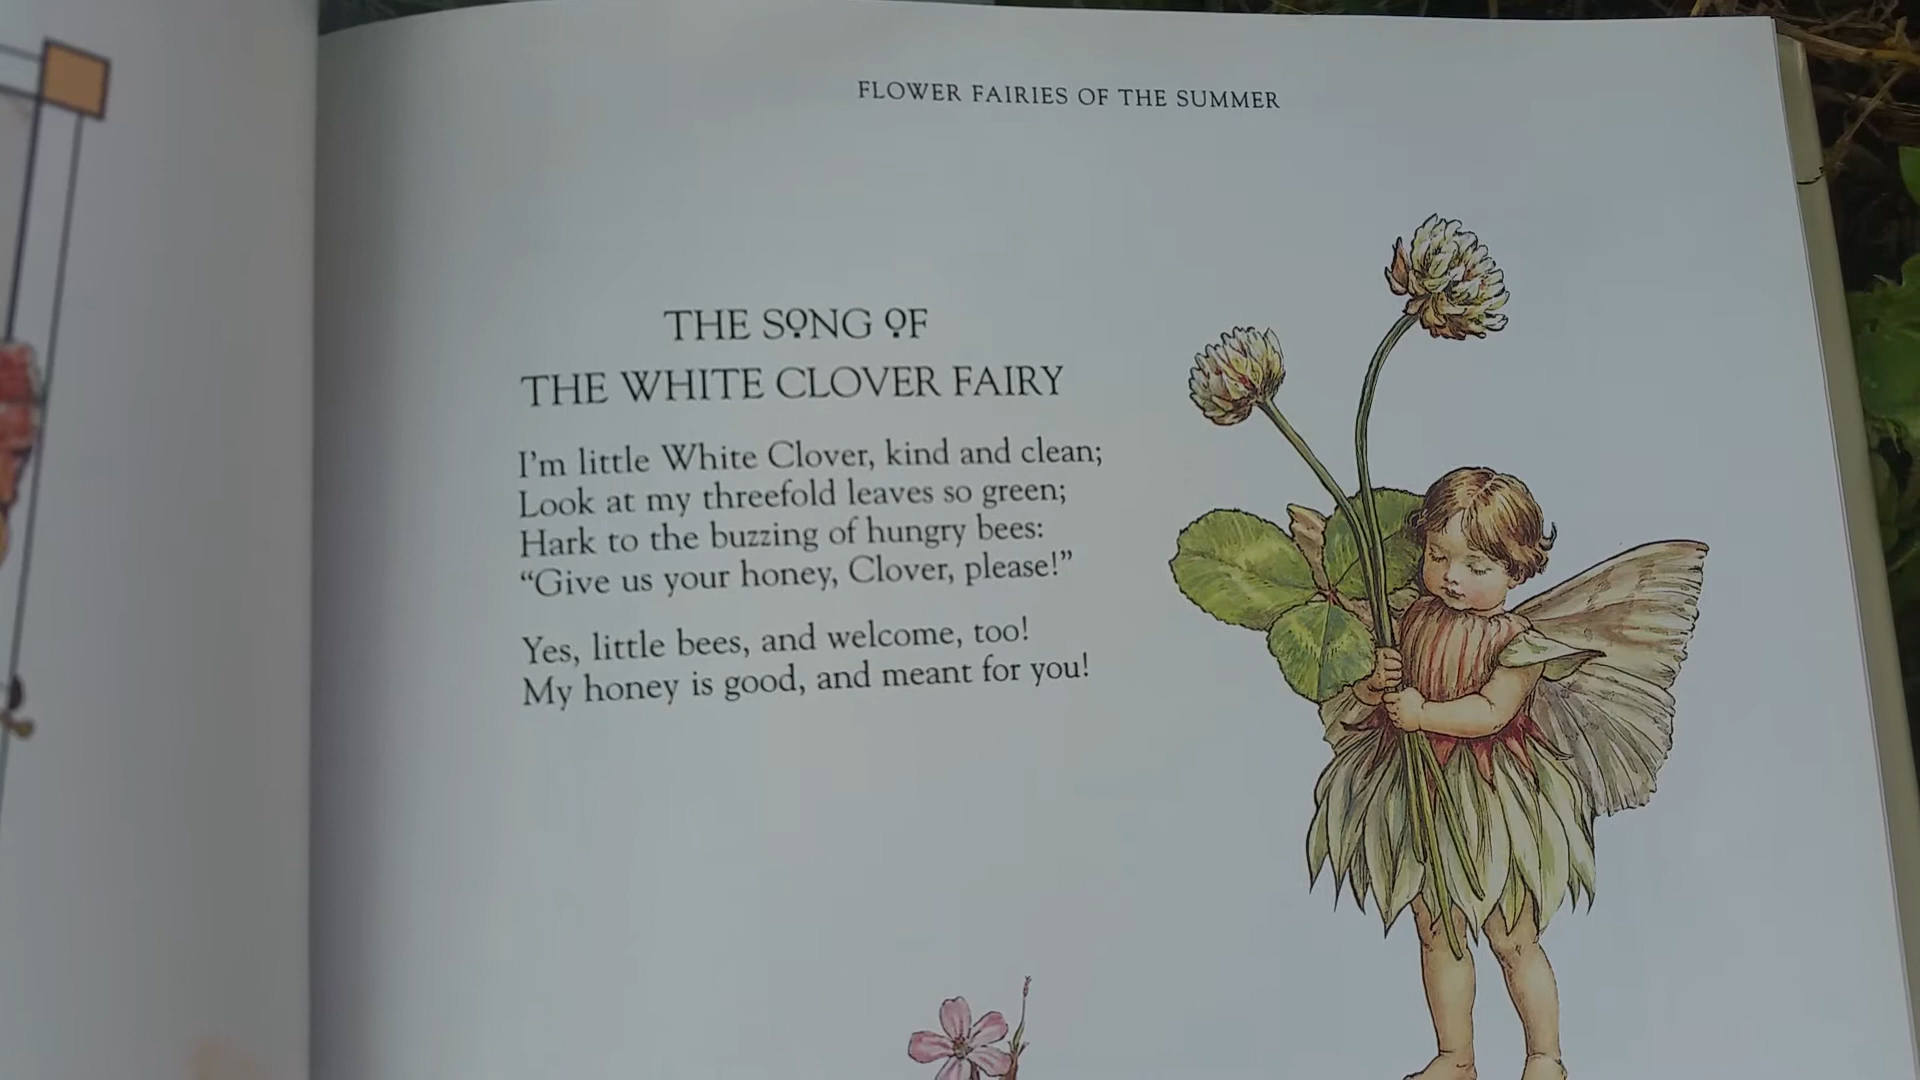 FLOWER FAIRIES OF THE SUMMER
THE SONG OF
THE WHITE CLOVER FAIRY
I'm little White Clover, kind and clean;
Look at my threefold leaves so green;
Hark to the buzzing of hungry bees:
“Give us your honey, Clover, please!”
Yes, little bees, and welcome, too!
My honey is good, and meant for you!